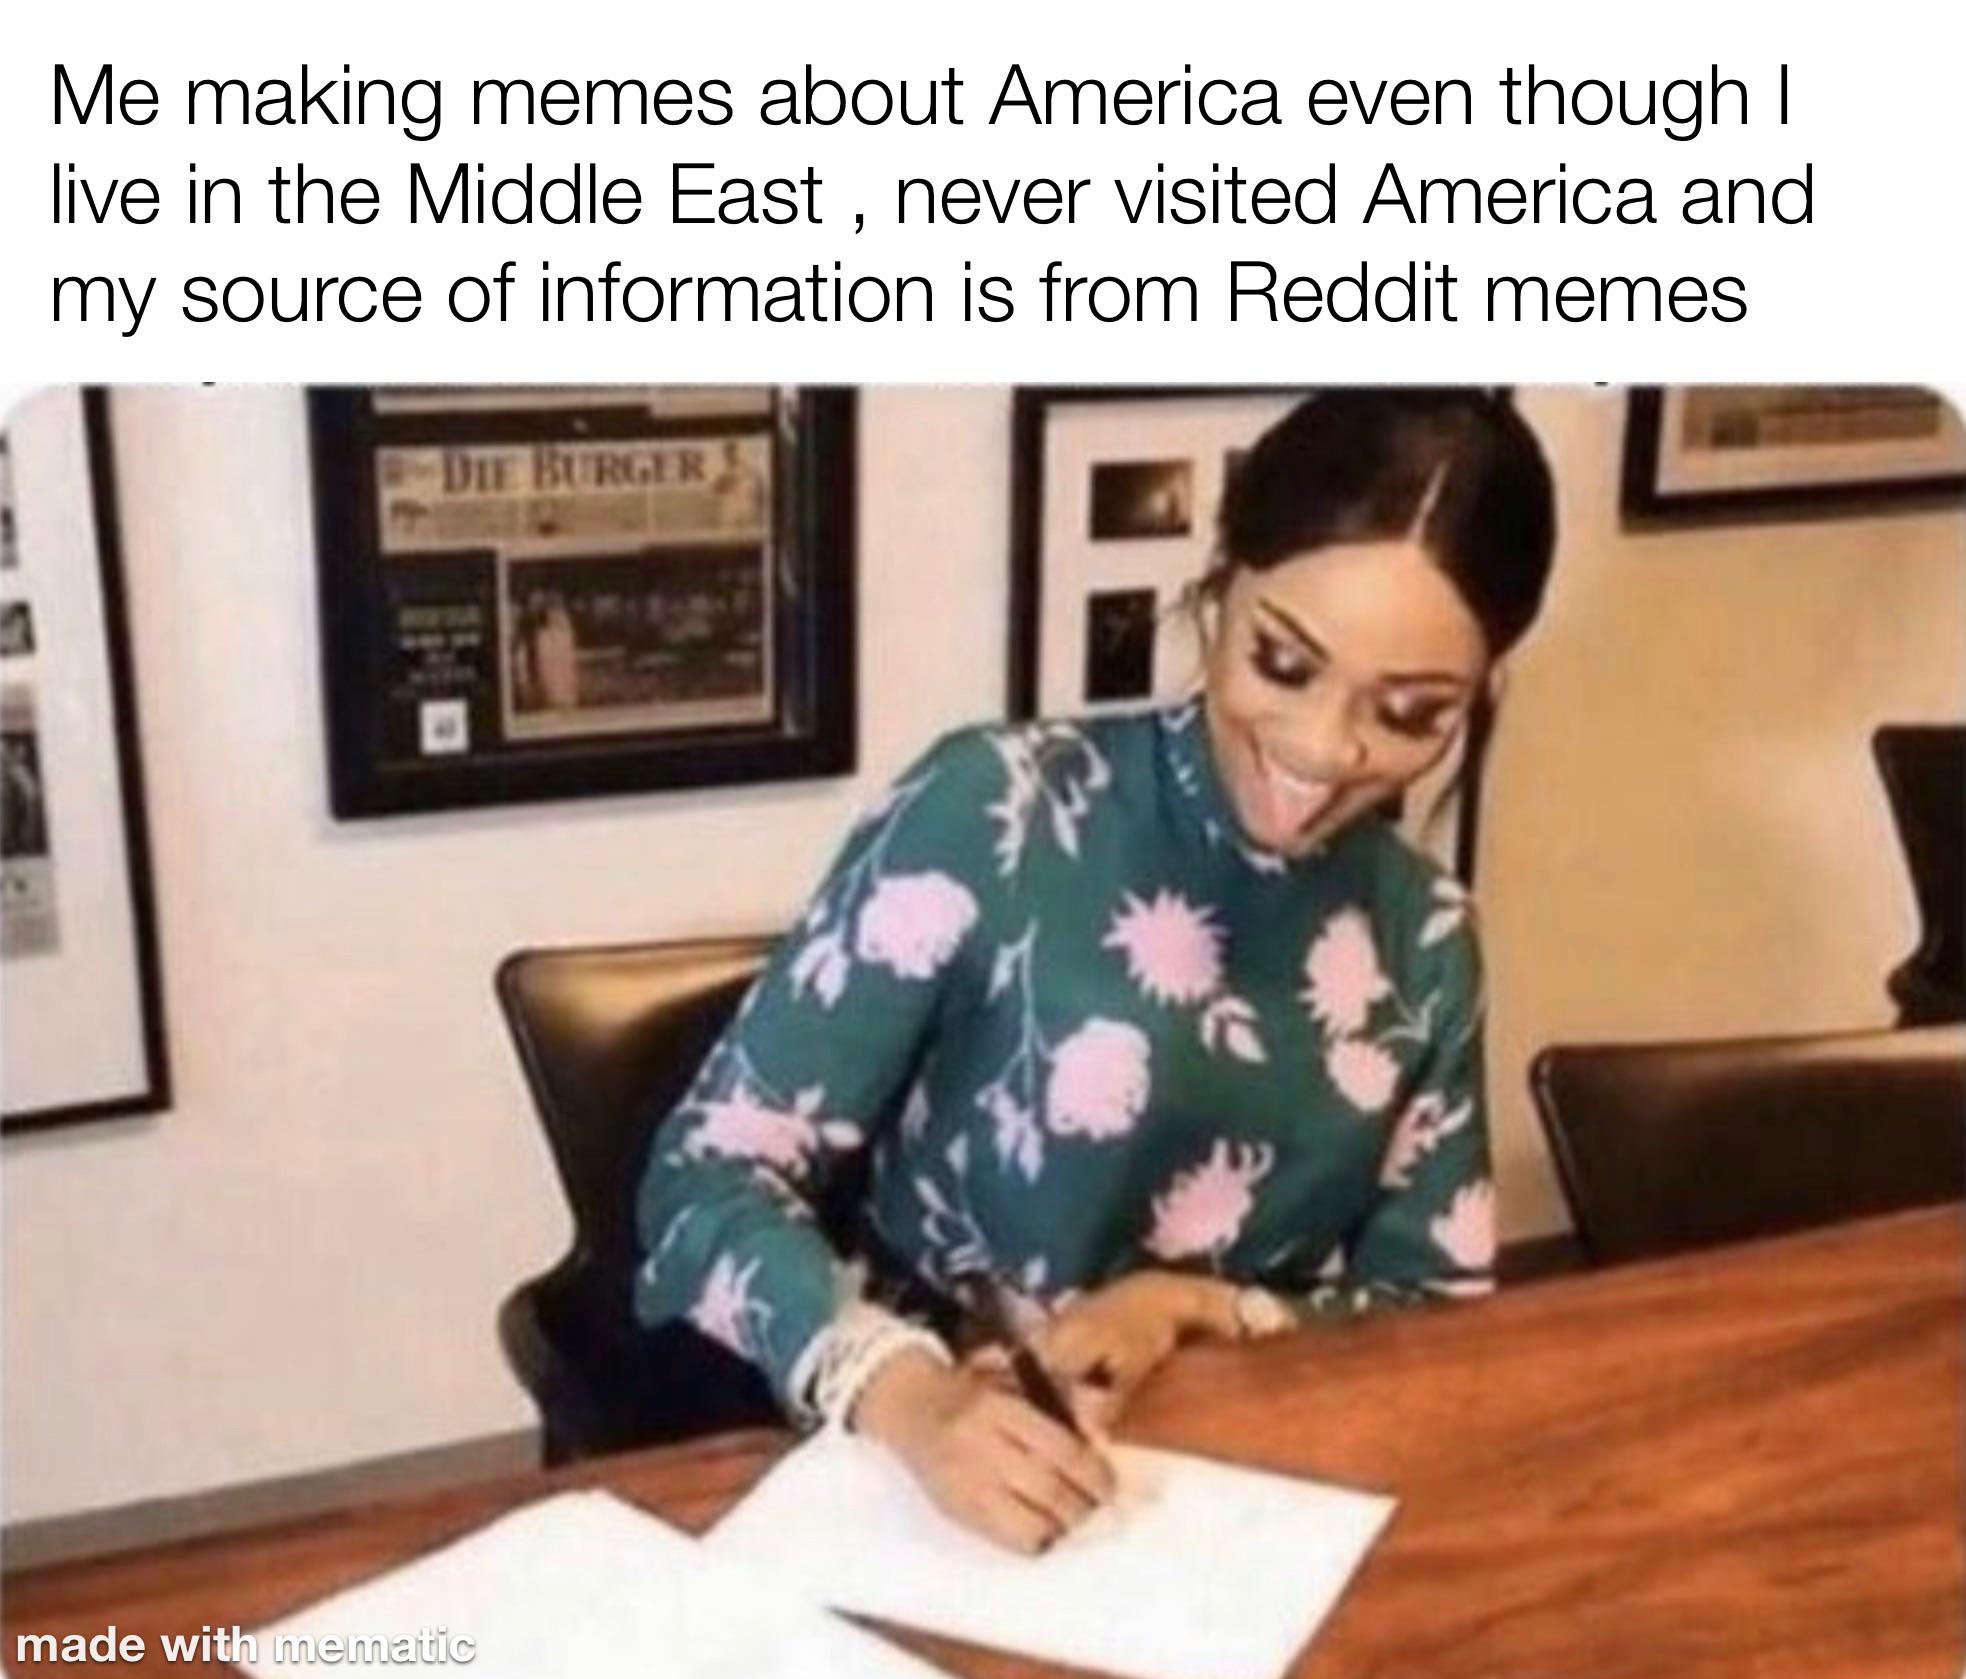 Me making memes about America even though I
live in the Middle East , never visited America and
my source of information is from Reddit memes
DIE BURGER
made with mematic